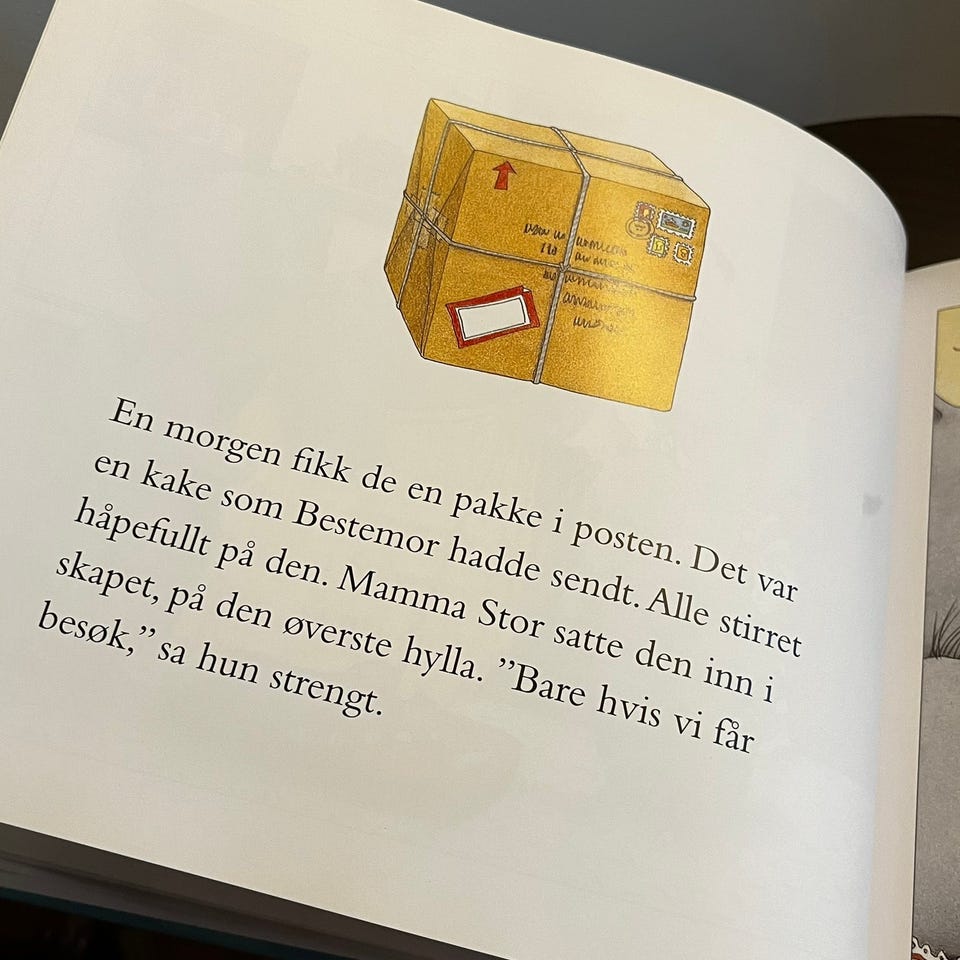 En morgen fikk de en pakke i posten. Det var
en kake som Bestemor hadde sendt. Alle stirret
håpefullt på den. Mamma Stor satte den inn i
skapet, på den øverste hylla. ”Bare hvis vi får
besøk,” sa hun strengt.